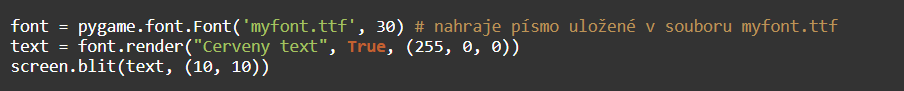 font = pygame.font.Font('myfont.ttf', 30) # nahraje písmo uložené v souboru myfont.ttf
text = font.render("Cerveny text", True, (255, 0, 0))
screen.blit(text, (10, 10))